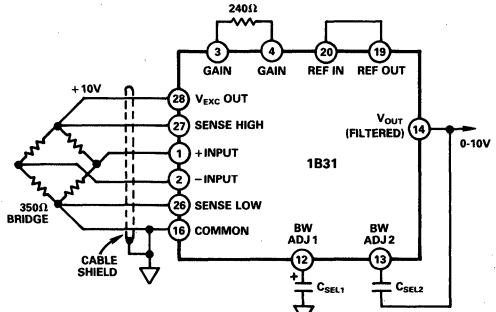 240Ω
3 4 20 19
GAIN GAIN REF IN REF OUT
+10V
28 VEXC OUT
27 SENSE HIGH
1 +INPUT
2 −INPUT
26 SENSE LOW
16 COMMON
350Ω
BRIDGE
CABLE
SHIELD
1B31
VOUT
(FILTERED)
14
0-10V
BW
ADJ 1
BW
ADJ 2
12 13
+
CSEL1
CSEL2